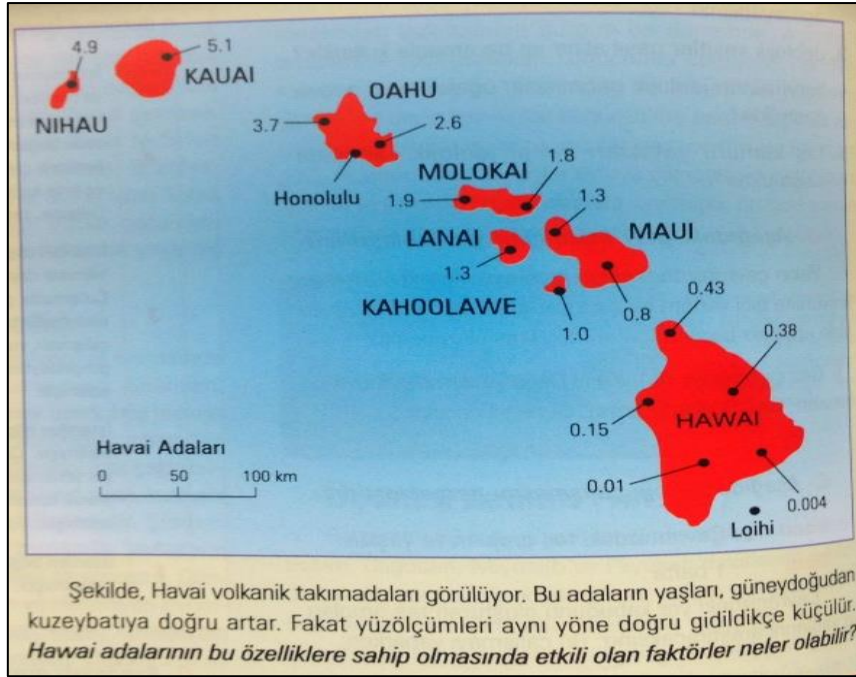 4.9
5.1
KAUAI
NIHAU
OAHU
3.7
2.6
Honolulu
MOLOKAI
1.8
1.9
1.3
LANAI
MAUI
1.3
KAHOOLAWE
1.0
0.8
0.43
0.38
HAWAI
0.15
0.01
0.004
Loihi
Havai Adaları
0 50 100 km
Şekilde, Havai volkanik takımadaları görülüyor. Bu adaların yaşları, güneydoğudan
kuzeybatıya doğru artar. Fakat yüzölçümleri aynı yöne doğru gidildikçe küçülür.
Hawai adalarının bu özelliklere sahip olmasında etkili olan faktörler neler olabilir?